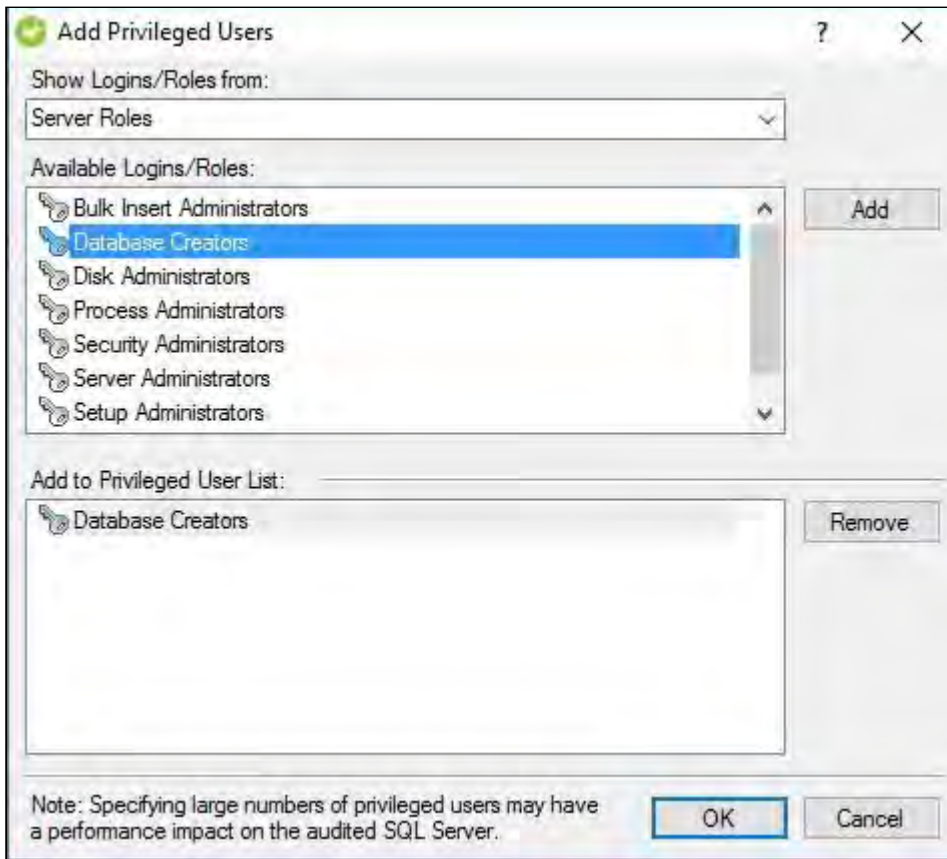 Add Privileged Users
?
Show Logins/Roles from:
Server Roles
Available Logins/Roles:
Bulk Insert Administrators
Add
Database Creators
Disk Administrators
Process Administrators
Security Administrators
Server Administrators
Setup Administrators
Add to Privileged User List:
Database Creators
Remove
Note: Specifying large numbers of privileged users may have
a performance impact on the audited SQL Server.
OK
Cancel